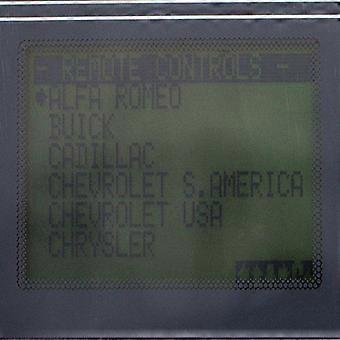 - REMOTE CONTROLS -
ALFA ROMEO
BUICK
CADILLAC
CHEVROLET S.AMERICA
CHEVROLET USA
CHRYSLER